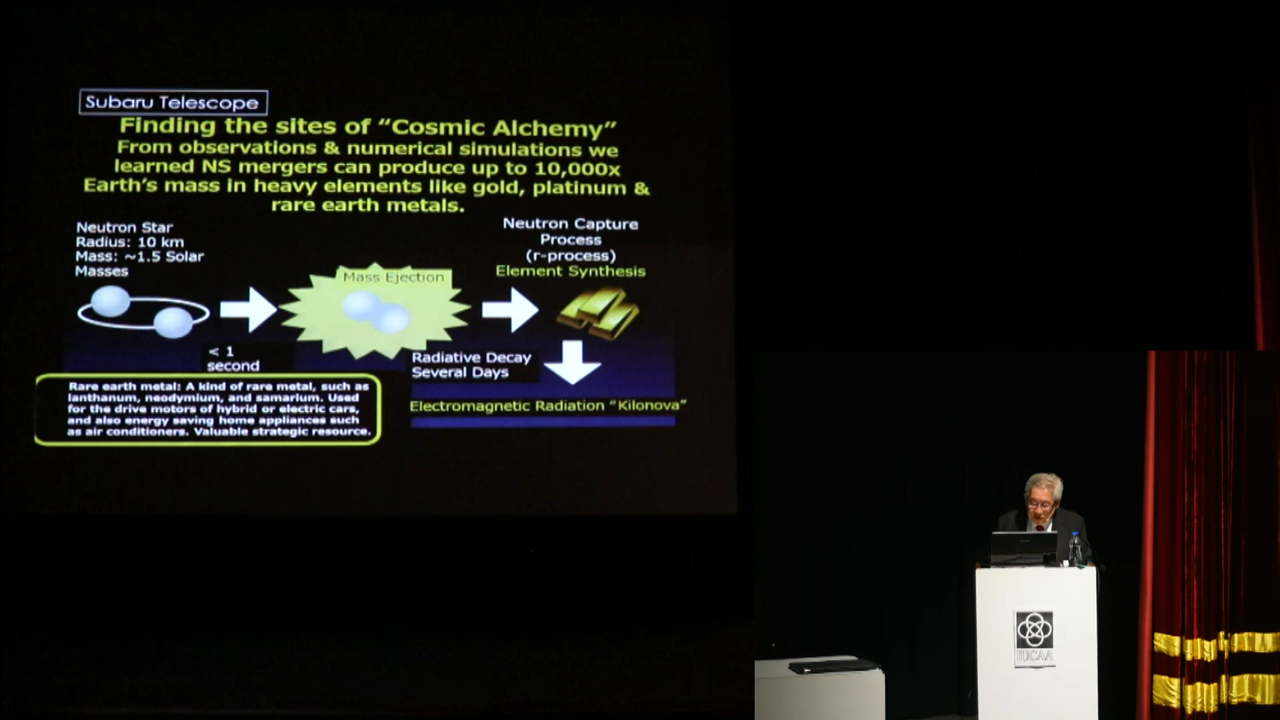 Subaru Telescope
Finding the sites of “Cosmic Alchemy”
From observations & numerical simulations we
learned NS mergers can produce up to 10,000x
Earth’s mass in heavy elements like gold, platinum &
rare earth metals.
Neutron Star
Radius: 10 km
Mass: ~1.5 Solar
Masses
Neutron Capture
Process
(r-process)
Element Synthesis
Mass Ejection
< 1
second
Radiative Decay
Several Days
Electromagnetic Radiation “Kilonova”
Rare earth metal: A kind of rare metal, such as
lanthanum, neodymium, and samarium. Used
for the drive motors of hybrid or electric cars,
and also energy saving home appliances such
as air conditioners. Valuable strategic resource.
IUCAA